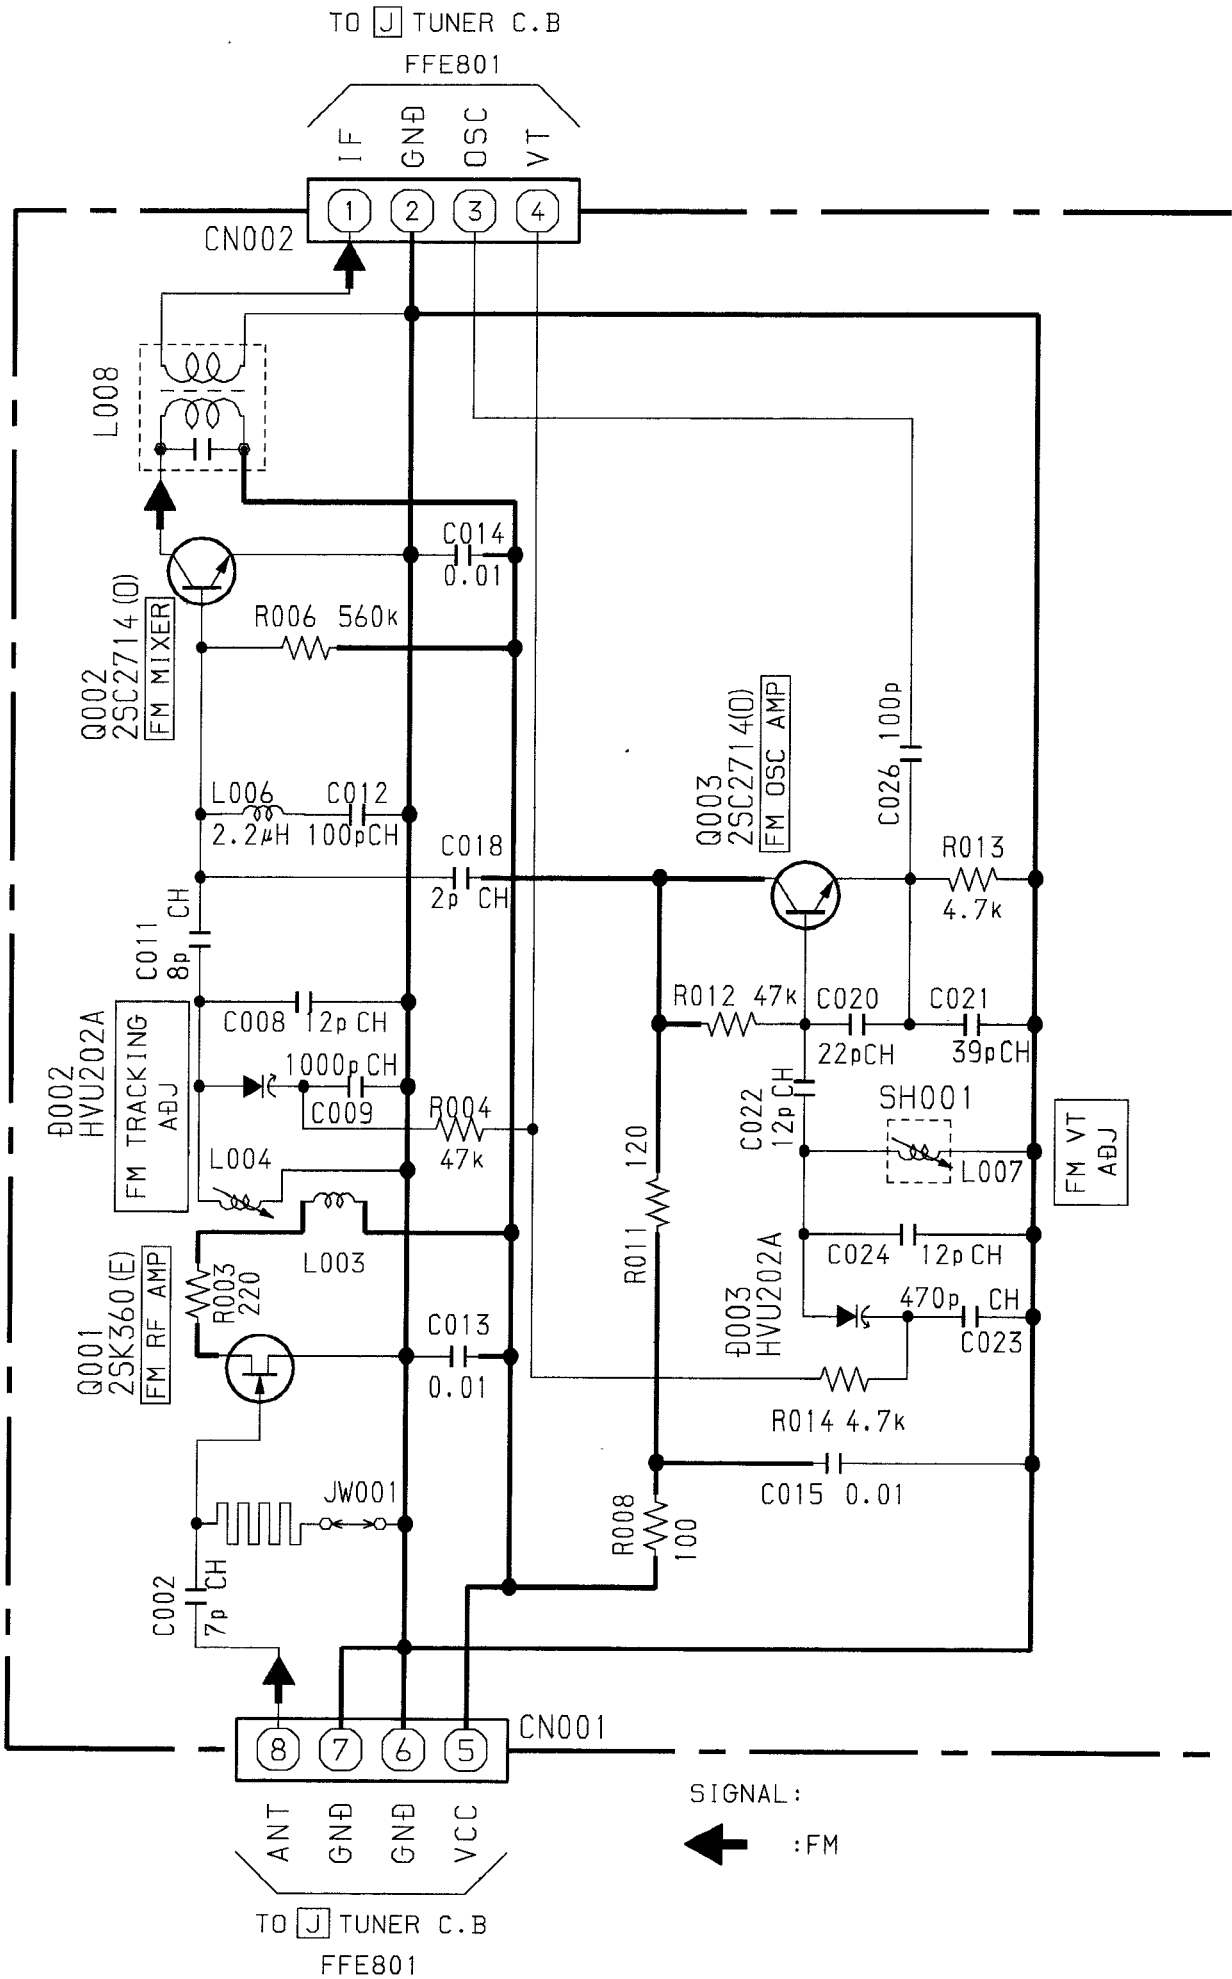 TO J TUNER C.B
FFE801
IF
GND
OSC
VT
1
2
3
4
CN002
L008
C014
0.01
Q002
2SC2714(O)
FM MIXER
R006 560k
Q003
2SC2714(O)
FM OSC AMP
C026 100p
L006
2.2μH
C012
100pCH
C018
2p CH
R013
4.7k
C011
8p
CH
R012 47k
C020
22pCH
C021
39pCH
C008 12p CH
D002
HVU202A
FM TRACKING
ADJ
1000p CH
C009
R004
47k
C022
12p CH
SH001
L007
FM VT
ADJ
L004
R011
120
L003
C024 12p CH
R003
220
D003
HVU202A
470p CH
C023
Q001
2SK360(E)
FM RF AMP
C013
0.01
R014 4.7k
JW001
C015 0.01
R008
100
C002
7p CH
CN001
8
7
6
5
ANT
GND
GND
VCC
SIGNAL:
:FM
TO J TUNER C.B
FFE801